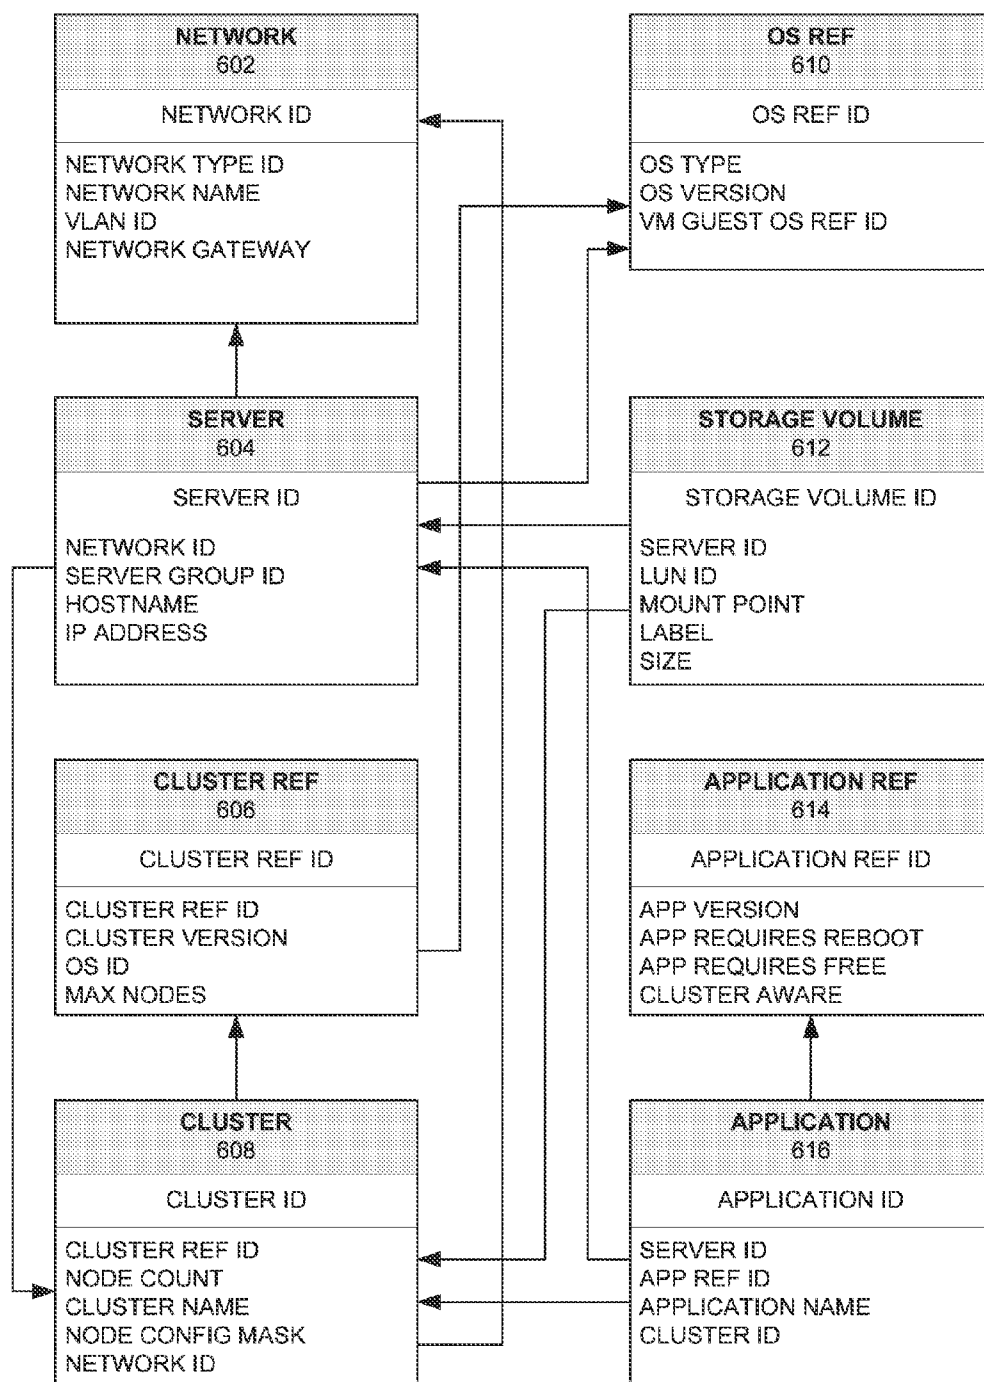 NETWORK
602
NETWORK ID
NETWORK TYPE ID
NETWORK NAME
VLAN ID
NETWORK GATEWAY
OS REF
610
OS REF ID
OS TYPE
OS VERSION
VM GUEST OS REF ID
SERVER
604
SERVER ID
NETWORK ID
SERVER GROUP ID
HOSTNAME
IP ADDRESS
STORAGE VOLUME
612
STORAGE VOLUME ID
SERVER ID
LUN ID
MOUNT POINT
LABEL
SIZE
CLUSTER REF
606
CLUSTER REF ID
CLUSTER REF ID
CLUSTER VERSION
OS ID
MAX NODES
APPLICATION REF
614
APPLICATION REF ID
APP VERSION
APP REQUIRES REBOOT
APP REQUIRES FREE
CLUSTER AWARE
CLUSTER
608
CLUSTER ID
CLUSTER REF ID
NODE COUNT
CLUSTER NAME
NODE CONFIG MASK
NETWORK ID
APPLICATION
616
APPLICATION ID
SERVER ID
APP REF ID
APPLICATION NAME
CLUSTER ID